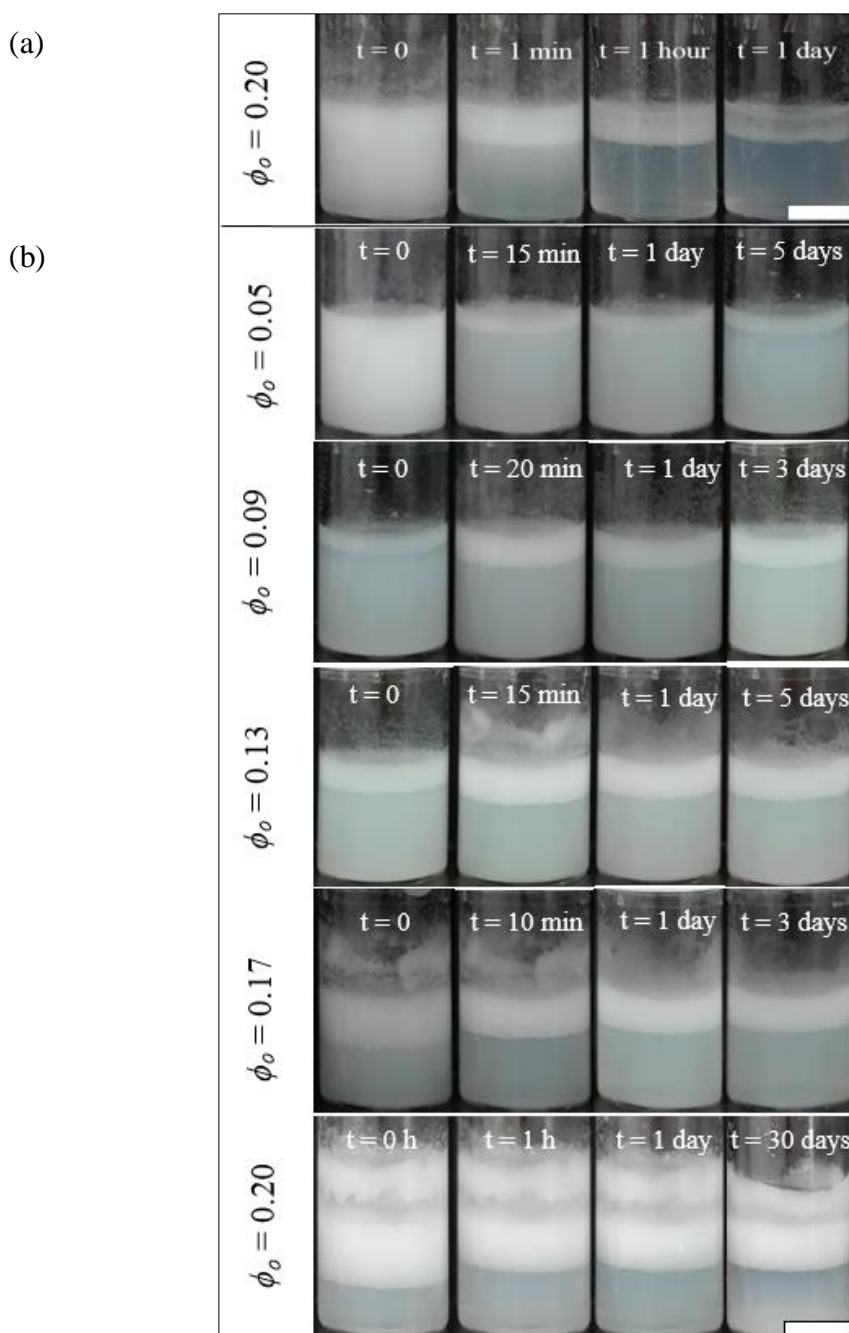 (a)
ϕo = 0.20
t = 0 t = 1 min t = 1 hour t = 1 day
(b)
ϕo = 0.05
t = 0 t = 15 min t = 1 day t = 5 days
ϕo = 0.09
t = 0 t = 20 min t = 1 day t = 3 days
ϕo = 0.13
t = 0 t = 15 min t = 1 day t = 5 days
ϕo = 0.17
t = 0 t = 10 min t = 1 day t = 3 days
ϕo = 0.20
t = 0 h t = 1 h t = 1 day t = 30 days